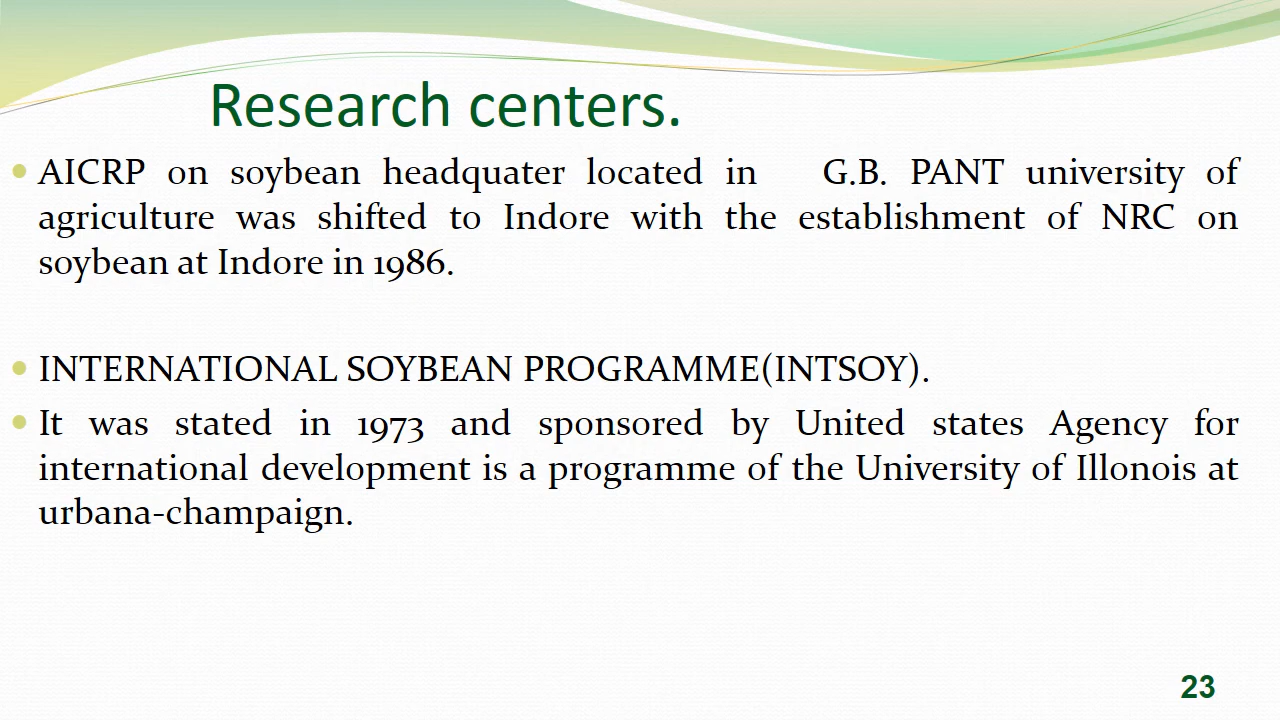 Research centers.
AICRP on soybean headquater located in G.B. PANT university of
agriculture was shifted to Indore with the establishment of NRC on
soybean at Indore in 1986.
INTERNATIONAL SOYBEAN PROGRAMME(INTSOY).
It was stated in 1973 and sponsored by United states Agency for
international development is a programme of the University of Illonois at
urbana-champaign.
23